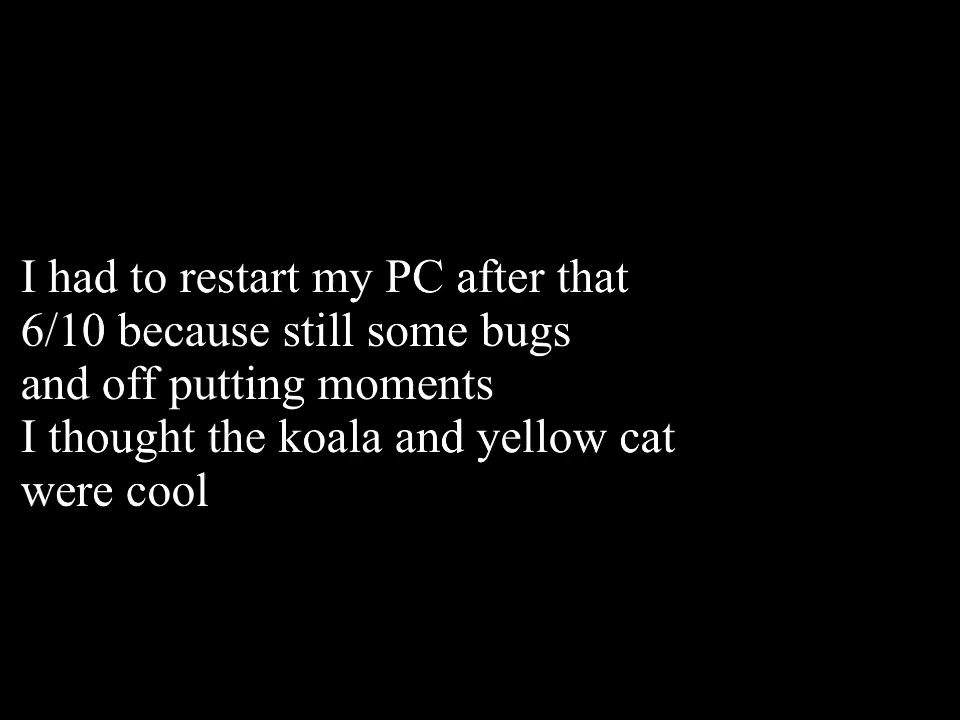 I had to restart my PC after that
6/10 because still some bugs
and off putting moments
I thought the koala and yellow cat
were cool